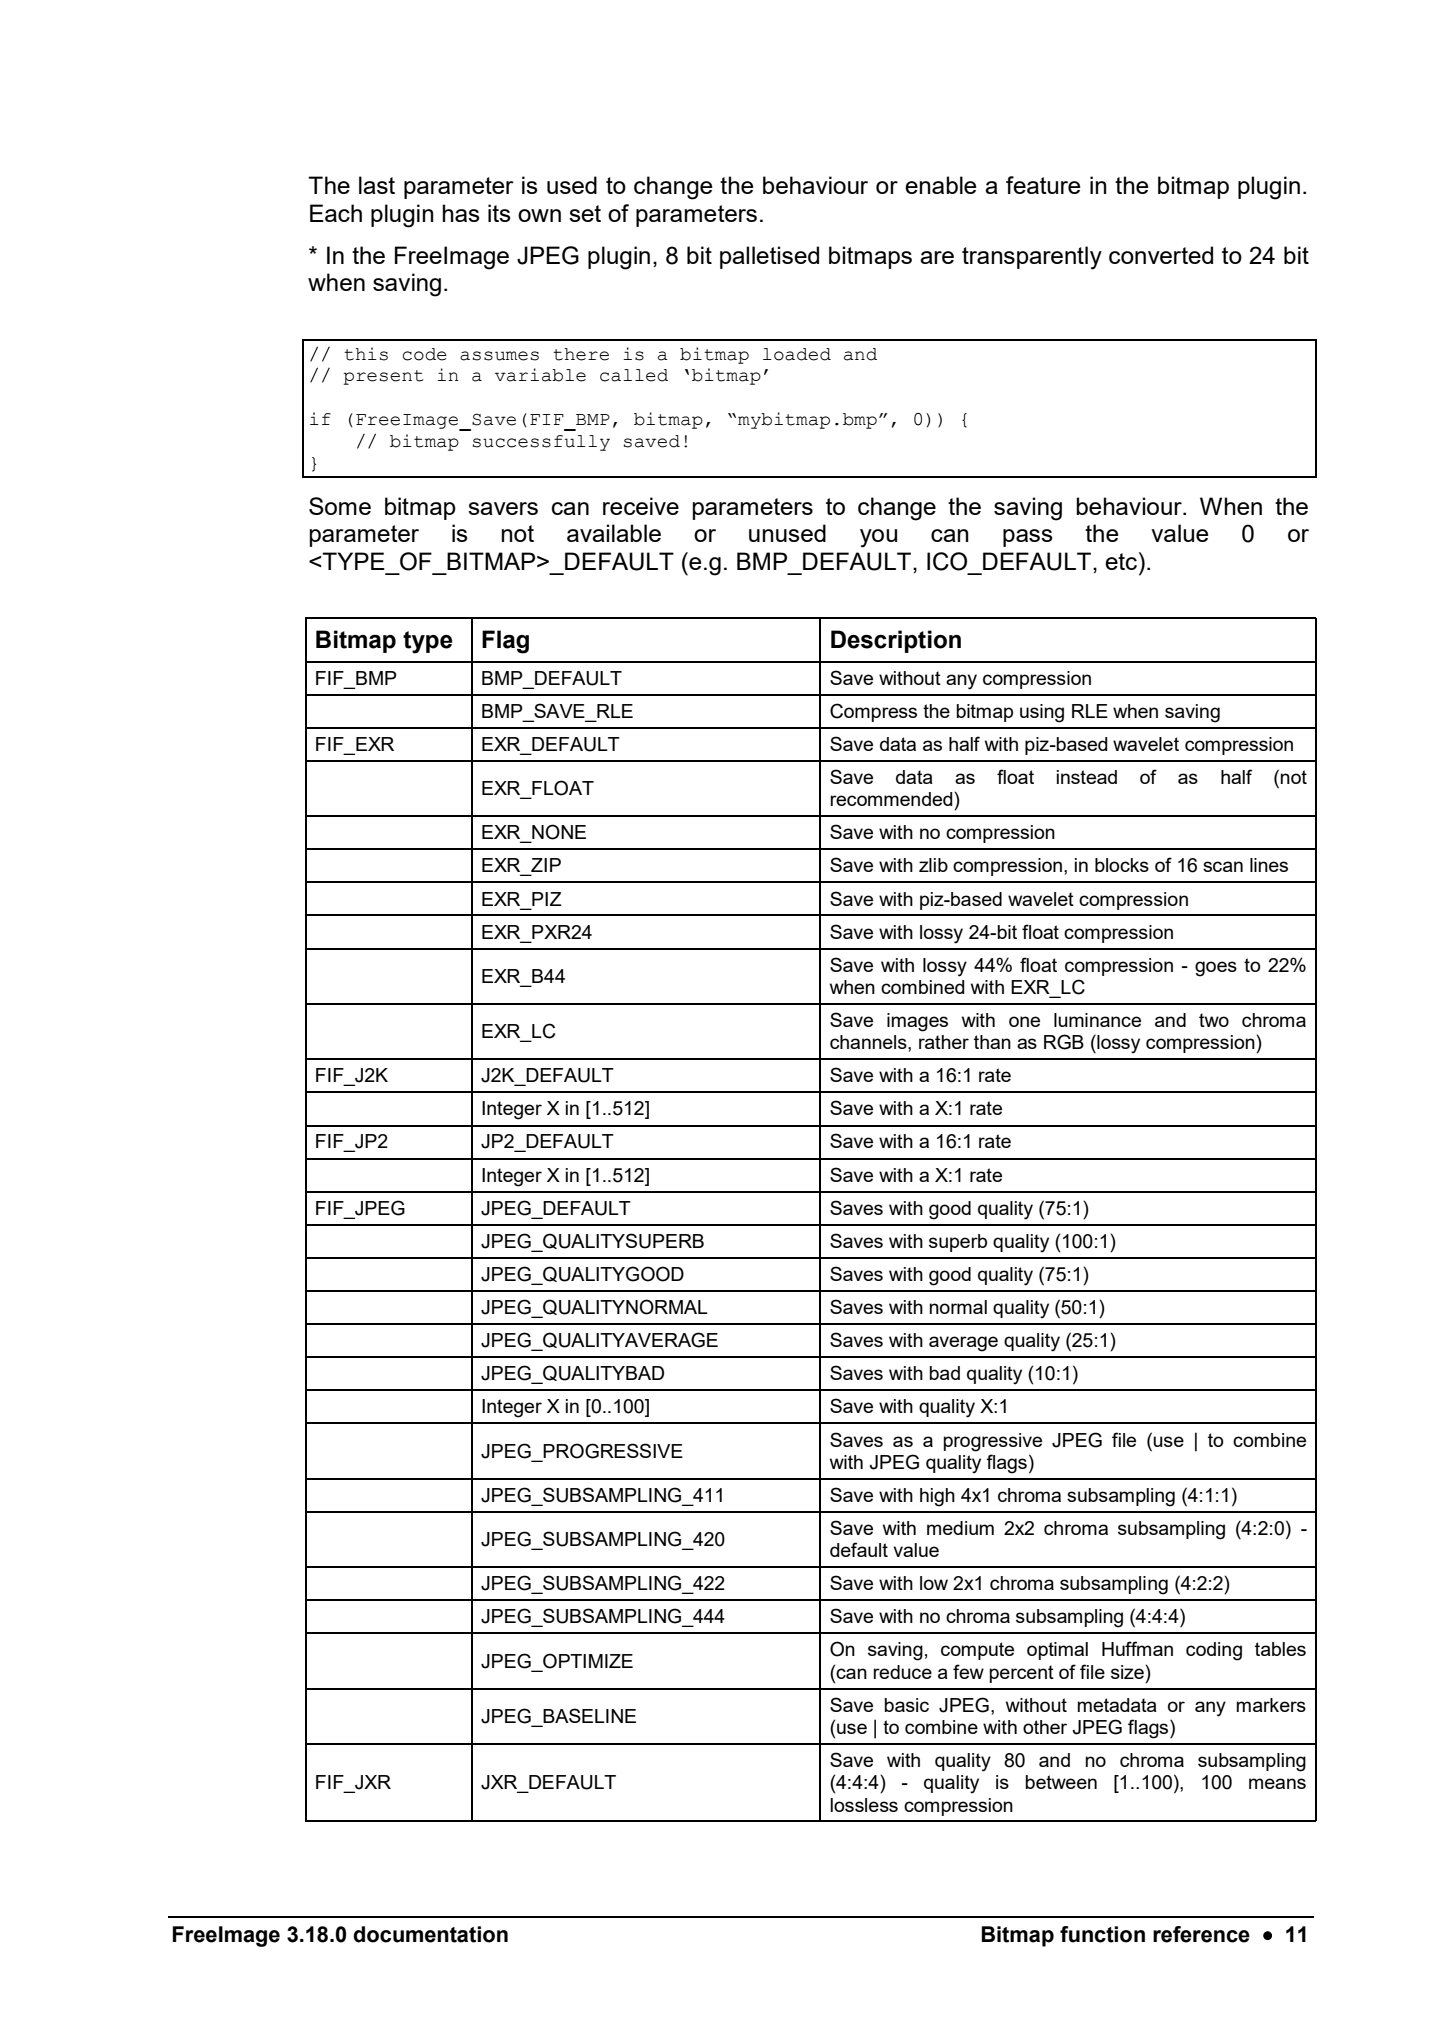 The last parameter is used to change the behaviour or enable a feature in the bitmap plugin.
Each plugin has its own set of parameters.
* In the FreeImage JPEG plugin, 8 bit palletised bitmaps are transparently converted to 24 bit
when saving.
// this code assumes there is a bitmap loaded and
// present in a variable called ‘bitmap’
if (FreeImage_Save(FIF_BMP, bitmap, “mybitmap.bmp”, 0)) {
// bitmap successfully saved!
}
Some bitmap savers can receive parameters to change the saving behaviour. When the
parameter is not available or unused you can pass the value 0 or
<TYPE_OF_BITMAP>_DEFAULT (e.g. BMP_DEFAULT, ICO_DEFAULT, etc).
Bitmap type Flag Description
FIF_BMP BMP_DEFAULT Save without any compression
BMP_SAVE_RLE Compress the bitmap using RLE when saving
FIF_EXR EXR_DEFAULT Save data as half with piz-based wavelet compression
EXR_FLOAT Save data as float instead of as half (not
recommended)
EXR_NONE Save with no compression
EXR_ZIP Save with zlib compression, in blocks of 16 scan lines
EXR_PIZ Save with piz-based wavelet compression
EXR_PXR24 Save with lossy 24-bit float compression
EXR_B44 Save with lossy 44% float compression - goes to 22%
when combined with EXR_LC
EXR_LC Save images with one luminance and two chroma
channels, rather than as RGB (lossy compression)
FIF_J2K J2K_DEFAULT Save with a 16:1 rate
Integer X in [1..512] Save with a X:1 rate
FIF_JP2 JP2_DEFAULT Save with a 16:1 rate
Integer X in [1..512] Save with a X:1 rate
FIF_JPEG JPEG_DEFAULT Saves with good quality (75:1)
JPEG_QUALITYSUPERB Saves with superb quality (100:1)
JPEG_QUALITYGOOD Saves with good quality (75:1)
JPEG_QUALITYNORMAL Saves with normal quality (50:1)
JPEG_QUALITYAVERAGE Saves with average quality (25:1)
JPEG_QUALITYBAD Saves with bad quality (10:1)
Integer X in [0..100] Save with quality X:1
JPEG_PROGRESSIVE Saves as a progressive JPEG file (use | to combine
with JPEG quality flags)
JPEG_SUBSAMPLING_411 Save with high 4x1 chroma subsampling (4:1:1)
JPEG_SUBSAMPLING_420 Save with medium 2x2 chroma subsampling (4:2:0) -
default value
JPEG_SUBSAMPLING_422 Save with low 2x1 chroma subsampling (4:2:2)
JPEG_SUBSAMPLING_444 Save with no chroma subsampling (4:4:4)
JPEG_OPTIMIZE On saving, compute optimal Huffman coding tables
(can reduce a few percent of file size)
JPEG_BASELINE Save basic JPEG, without metadata or any markers
(use | to combine with other JPEG flags)
FIF_JXR JXR_DEFAULT Save with quality 80 and no chroma subsampling
(4:4:4) - quality is between [1..100), 100 means
lossless compression
FreeImage 3.18.0 documentation Bitmap function reference • 11